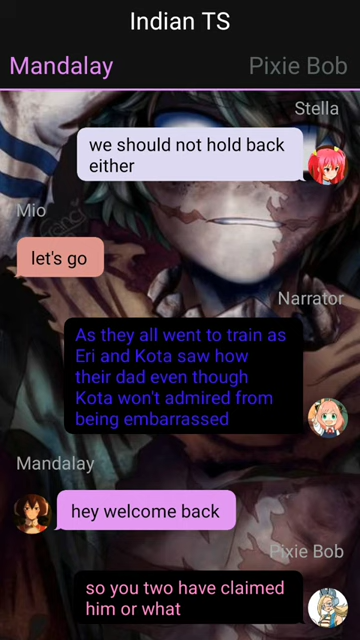 Indian TS
Mandalay
Pixie Bob
Stella
we should not hold back
either
Mio
let's go
Narrator
As they all went to train as
Eri and Kota saw how
their dad even though
Kota won't admired from
being embarrassed
Mandalay
hey welcome back
Pixie Bob
so you two have claimed
him or what